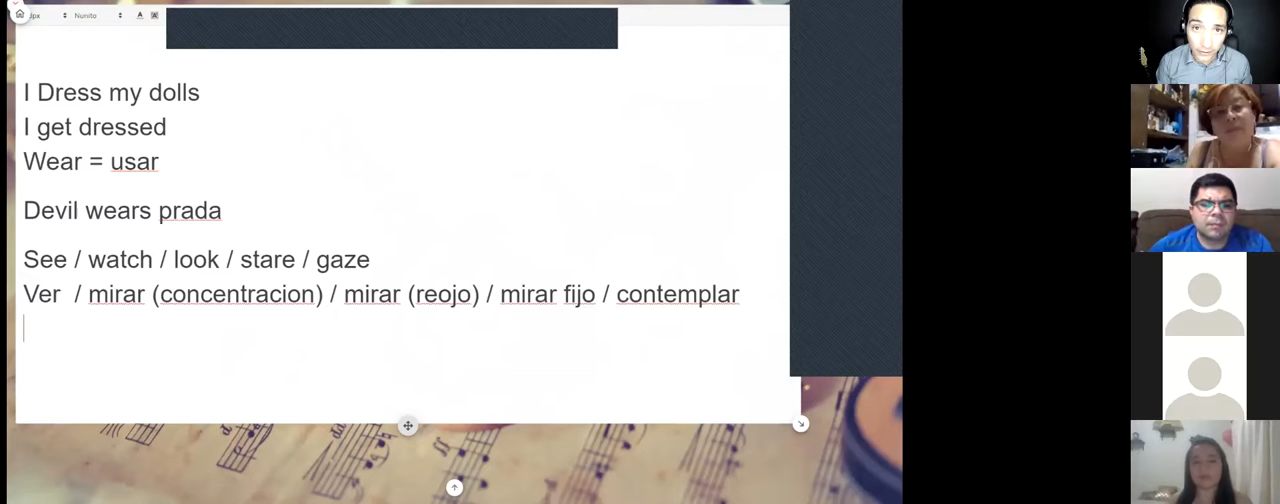 Nunito
I Dress my dolls
I get dressed
Wear = usar
Devil wears prada
See / watch / look / stare / gaze
Ver / mirar (concentracion) / mirar (reojo) / mirar fijo / contemplar